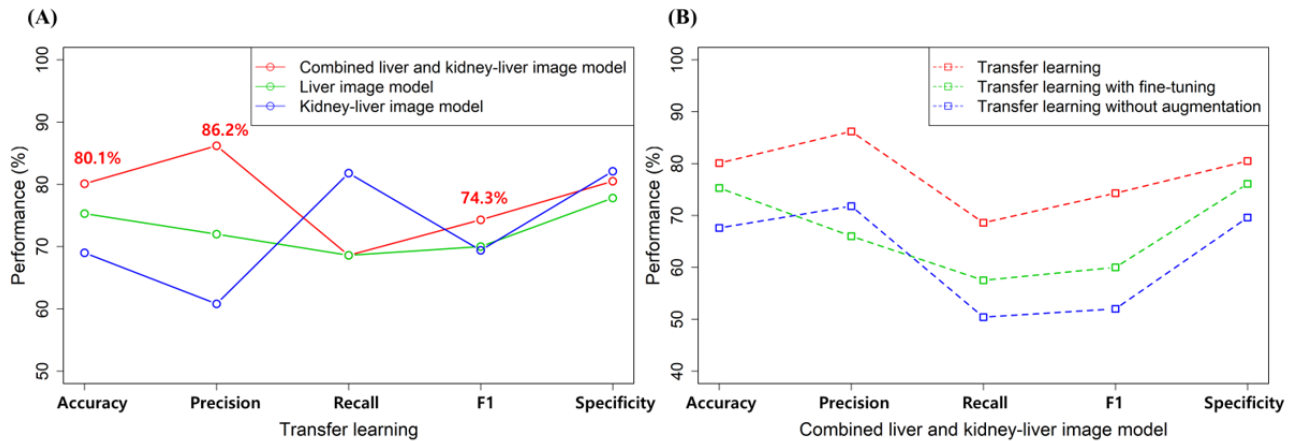 (A)
100
90
80
70
60
50
Performance (%)
Combined liver and kidney-liver image model
Liver image model
Kidney-liver image model
80.1%
86.2%
74.3%
Accuracy Precision Recall F1 Specificity
Transfer learning
(B)
100
90
80
70
60
50
40
Performance (%)
Transfer learning
Transfer learning with fine-tuning
Transfer learning without augmentation
Accuracy Precision Recall F1 Specificity
Combined liver and kidney-liver image model